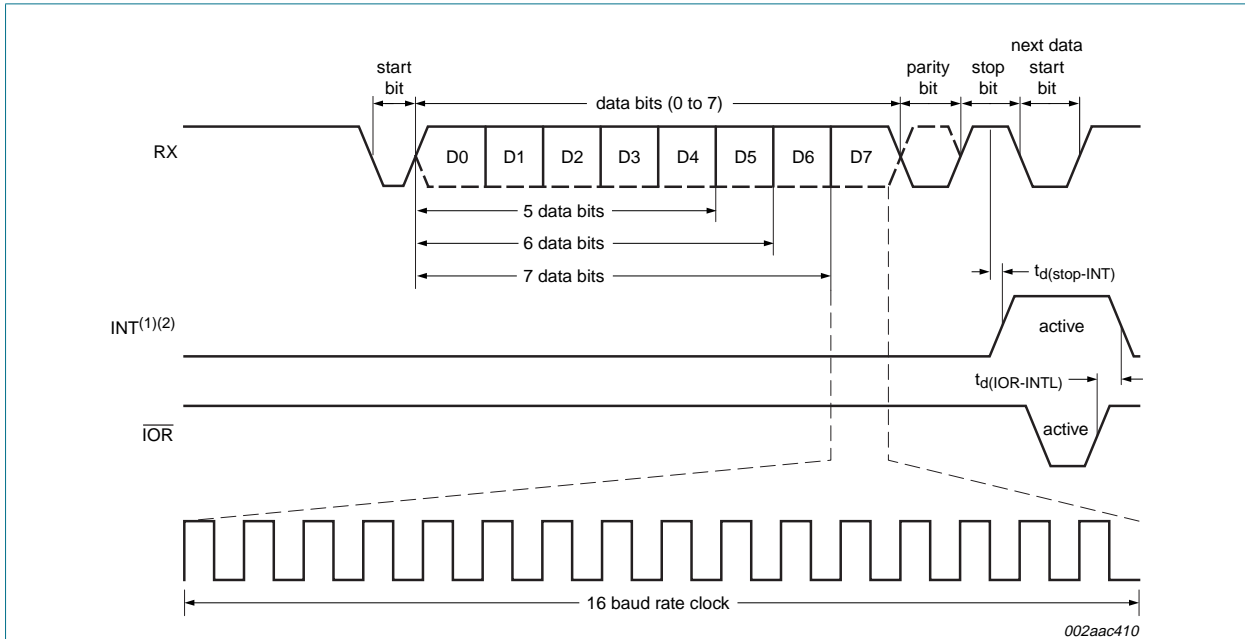 next data
start bit
start bit
data bits (0 to 7)
parity bit
stop bit
RX
D0 D1 D2 D3 D4 D5 D6 D7
5 data bits
6 data bits
7 data bits
td(stop-INT)
INT(1)(2)
active
td(IOR-INTL)
IOR
active
16 baud rate clock
002aac410